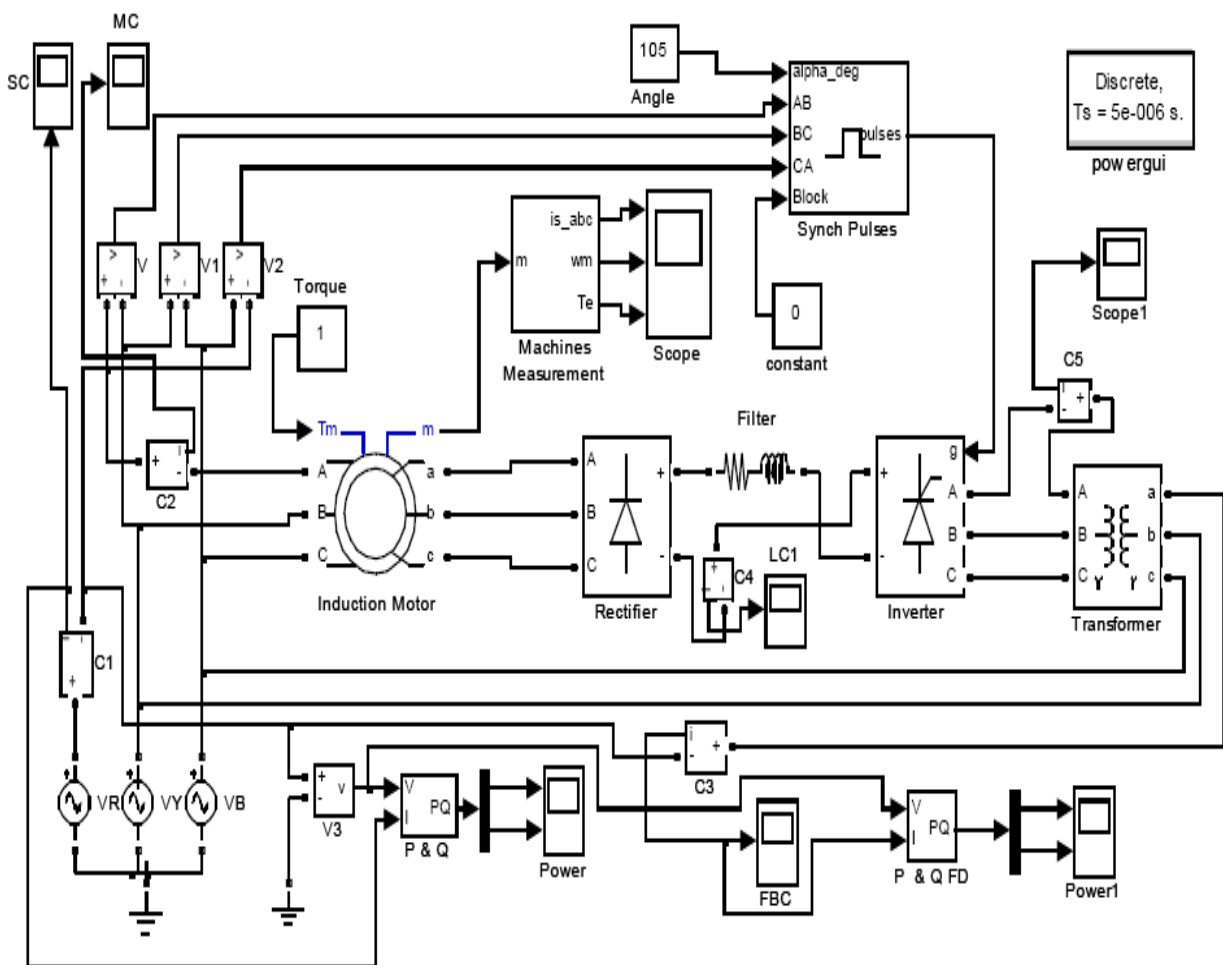 MC
SC
105
Angle
alpha_deg
AB
BC
CA
Block
pulses
Synch Pulses
Discrete,
Ts = 5e-006 s.
pow ergui
V
V1
V2
Torque
1
m
is_abc
wm
Te
Machines
Measurement
Scope
0
constant
Scope1
C5
i
+
-
C2
+
i
-
Tm
m
A
B
C
a
b
c
Induction Motor
A
B
C
+
-
Rectifier
Filter
C4
LC1
+
-
g
A
B
C
Inverter
A
B
C
a
b
c
Y
Y
Transformer
C1
+
VR
VY
VB
+
-
v
V3
V
I
PQ
P & Q
Power
i
-
+
C3
FBC
V
I
PQ
P & Q FD
Power1